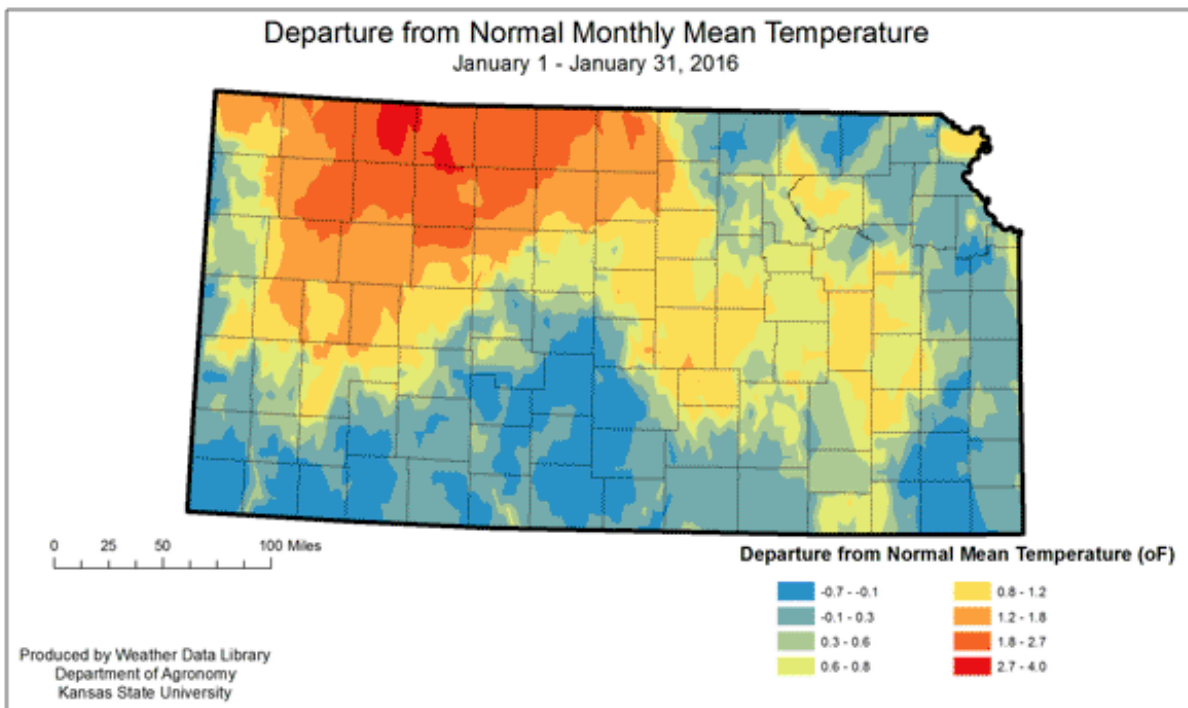 Departure from Normal Monthly Mean Temperature
January 1 - January 31, 2016
0 25 50 100 Miles
Departure from Normal Mean Temperature (oF)
-0.7 - -0.1
-0.1 - 0.3
0.3 - 0.6
0.6 - 0.8
0.8 - 1.2
1.2 - 1.8
1.8 - 2.7
2.7 - 4.0
Produced by Weather Data Library
Department of Agronomy
Kansas State University